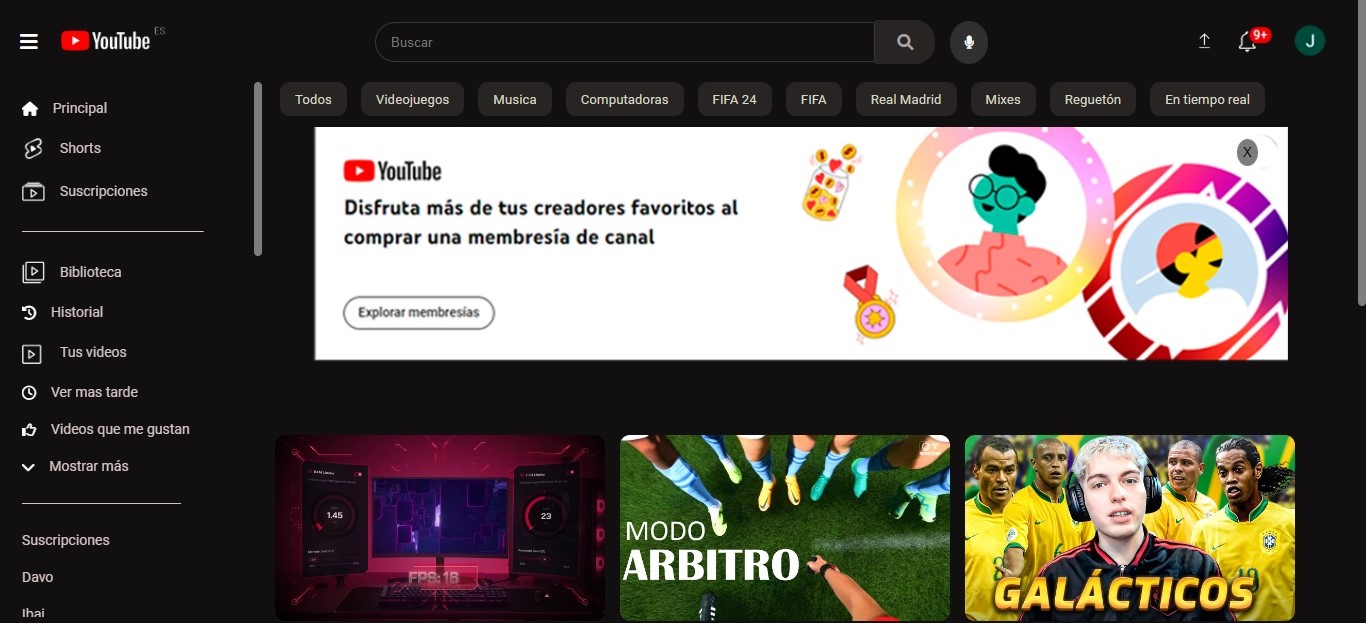 YouTube ES
Buscar
9+
J
Principal
Shorts
Suscripciones
Biblioteca
Historial
Tus videos
Ver mas tarde
Videos que me gustan
Mostrar más
Suscripciones
Davo
Ibai
Todos
Videojuegos
Musica
Computadoras
FIFA 24
FIFA
Real Madrid
Mixes
Reguetón
En tiempo real
X
YouTube
Disfruta más de tus creadores favoritos al
comprar una membresía de canal
Explorar membresías
1.45
23
FPS:18
MODO
ARBITRO
GALÁCTICOS